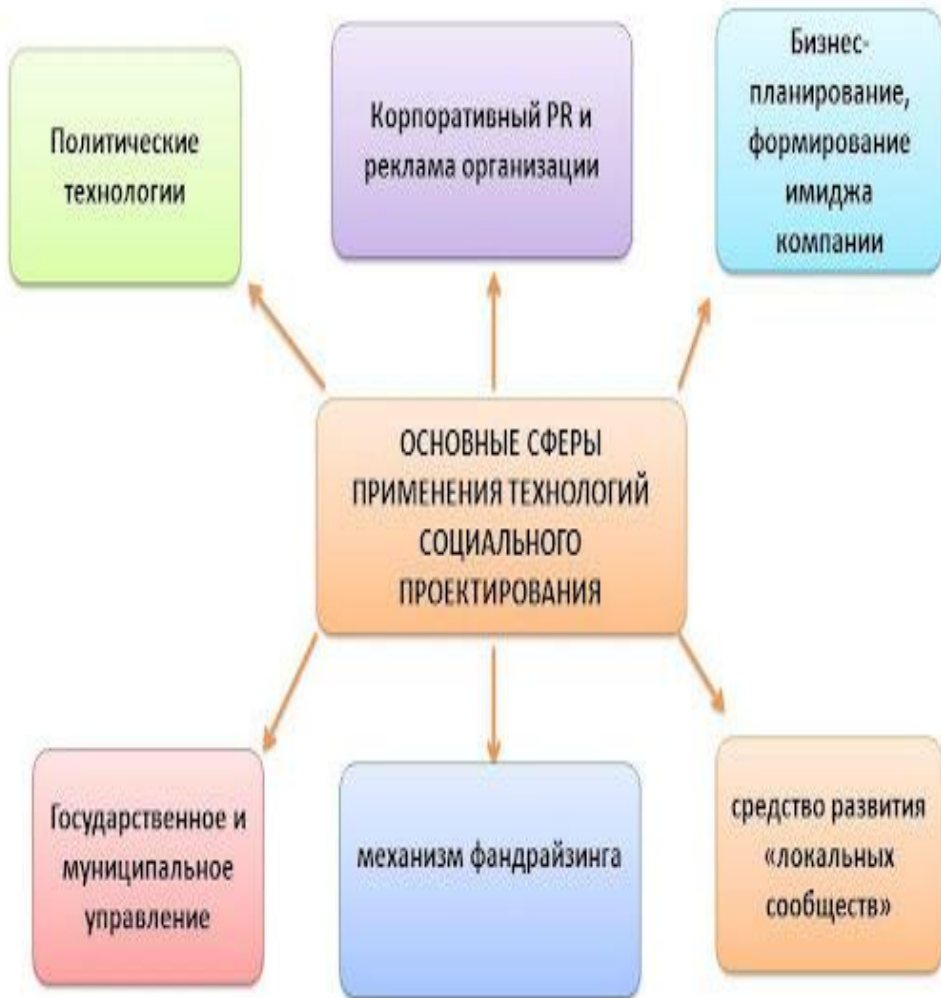 Политические
технологии
Корпоративный PR и
реклама организации
Бизнес-
планирование,
формирование
имиджа
компании
ОСНОВНЫЕ СФЕРЫ
ПРИМЕНЕНИЯ ТЕХНОЛОГИЙ
СОЦИАЛЬНОГО
ПРОЕКТИРОВАНИЯ
Государственное и
муниципальное
управление
механизм фандрайзинга
средство развития
«локальных
сообществ»